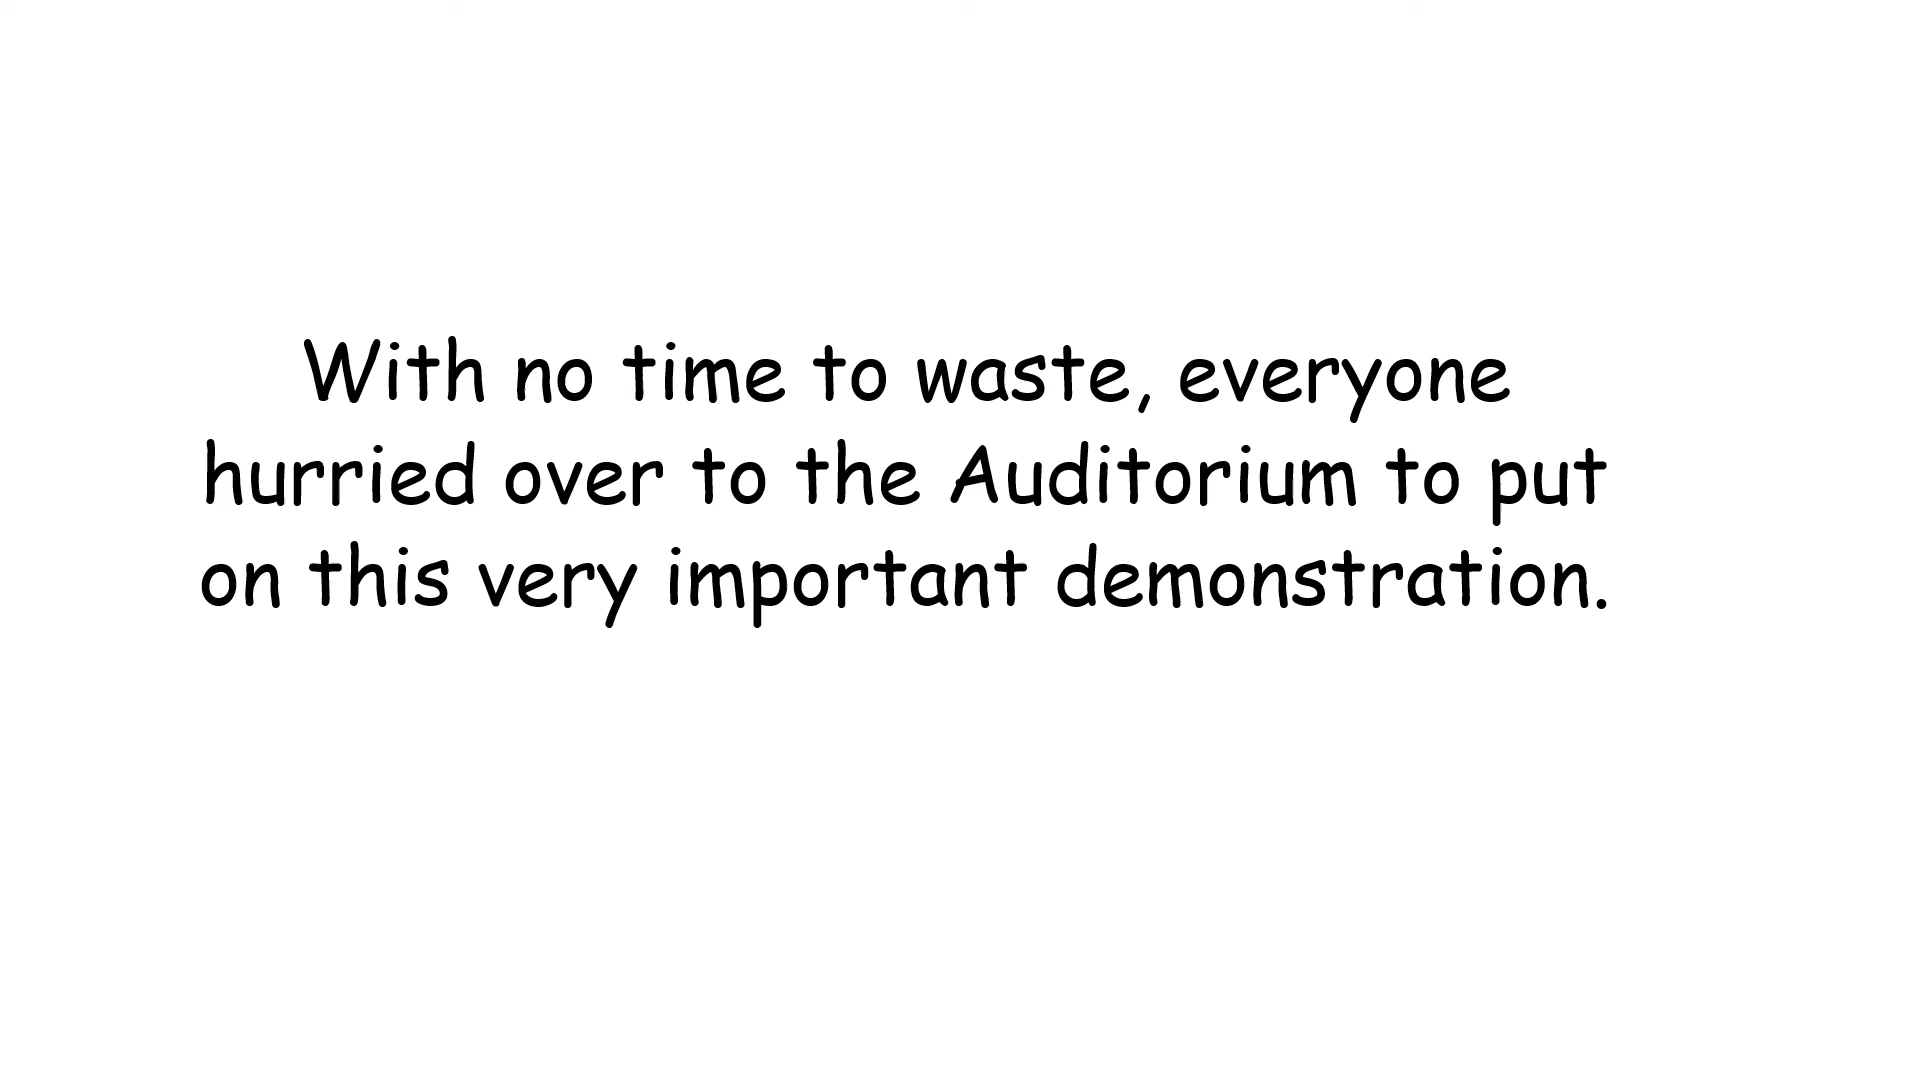 With no time to waste, everyone
hurried over to the Auditorium to put
on this very important demonstration.